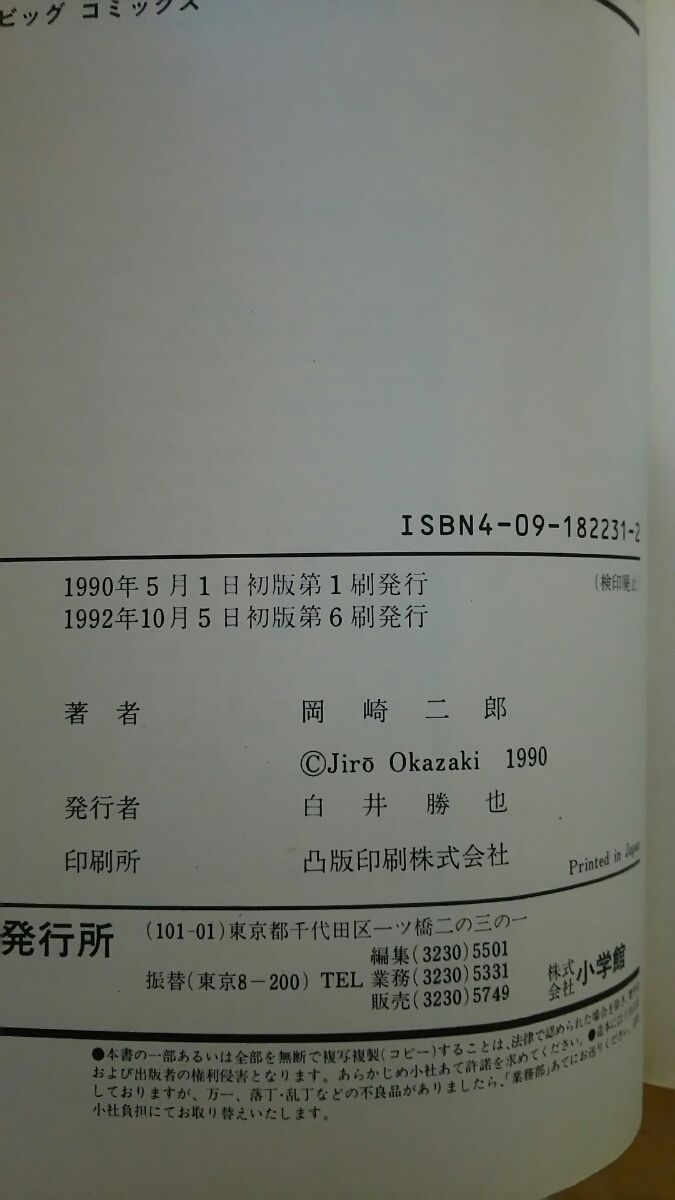 ビッグ コミックス
ISBN4-09-182231-2
1990年5月1日初版第1刷発行
(検印廃止)
1992年10月5日初版第6刷発行
著者 岡崎二郎
©Jirō Okazaki 1990
発行者 白井勝也
印刷所 凸版印刷株式会社
Printed in Japan
発行所
(101-01)東京都千代田区一ツ橋二の三の一
編集(3230)5501
振替(東京8-200) TEL 業務(3230)5331
販売(3230)5749
株式会社 小学館
●本書の一部あるいは全部を無断で複写複製(コピー)することは、法律で認められた場合を除き、
および出版者の権利侵害となります。あらかじめ小社あて許諾を求めてください。●造本には
しておりますが、万一、落丁・乱丁などの不良品がありましたら、「業務部」あてにお送りください。
小社負担にてお取り替えいたします。